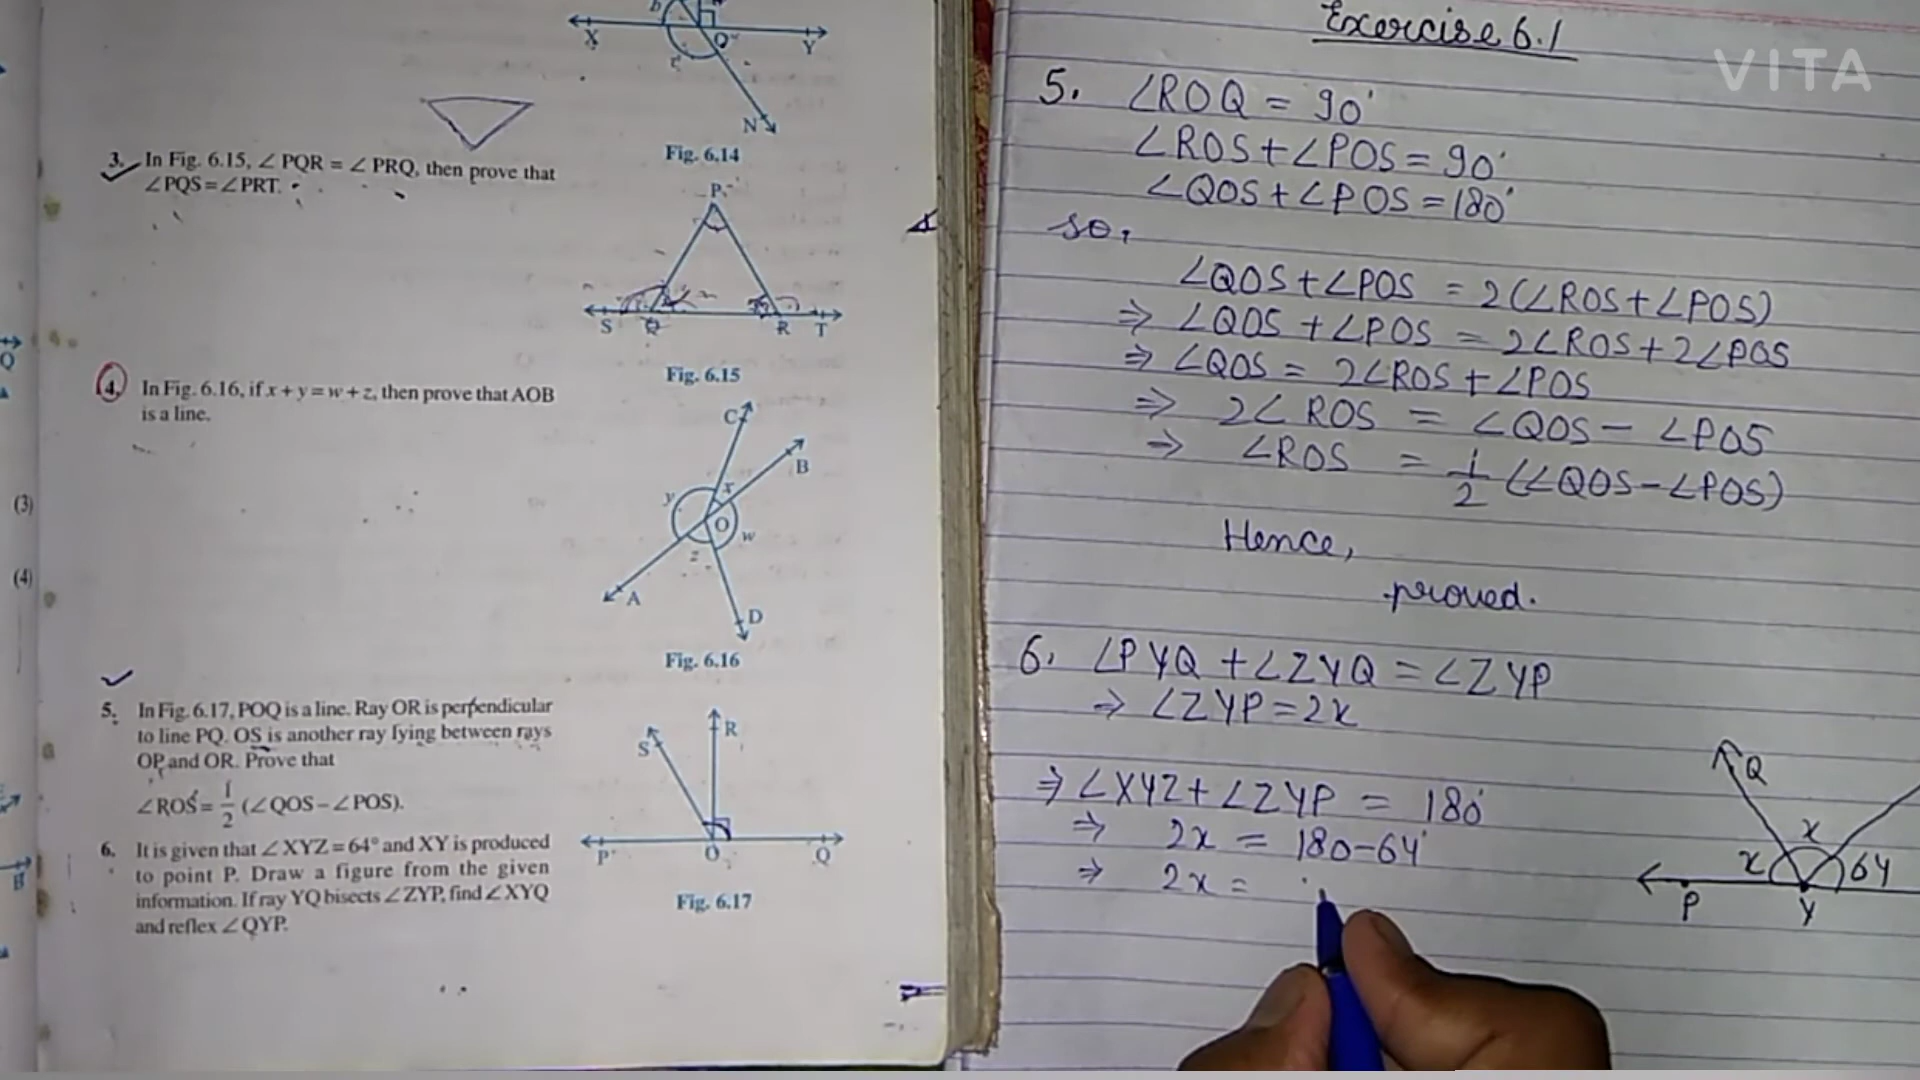 X
b
O
Y
c
N
Fig. 6.14
3. In Fig. 6.15, ∠ PQR = ∠ PRQ, then prove that
∠PQS = ∠PRT.
P
S
Q
R
T
Fig. 6.15
4. In Fig. 6.16, if x + y = w + z, then prove that AOB
is a line.
C
B
y
x
O
w
z
A
D
Fig. 6.16
5. In Fig. 6.17, POQ is a line. Ray OR is perpendicular
to line PQ. OS is another ray lying between rays
OP and OR. Prove that
∠ROS = 1/2 (∠QOS – ∠POS).
S
R
P
O
Q
Fig. 6.17
6. It is given that ∠ XYZ = 64° and XY is produced
to point P. Draw a figure from the given
information. If ray YQ bisects ∠ ZYP, find ∠ XYQ
and reflex ∠ QYP.
Q
(3)
(4)
B
Exercise 6.1
VITA
5. ∠ROQ = 90°
∠ROS + ∠POS = 90°
∠QOS + ∠POS = 180°
so,
∠QOS + ∠POS = 2(∠ROS + ∠POS)
⇒ ∠QOS + ∠POS = 2∠ROS + 2∠POS
⇒ ∠QOS = 2∠ROS + ∠POS
⇒ 2∠ROS = ∠QOS – ∠POS
⇒ ∠ROS = 1/2 (∠QOS – ∠POS)
Hence,
proved.
6. ∠PYQ + ∠ZYQ = ∠ZYP
⇒ ∠ZYP = 2x
⇒ ∠XYZ + ∠ZYP = 180°
⇒ 2x = 180 – 64°
⇒ 2x =
Q
x
x
64
P
Y